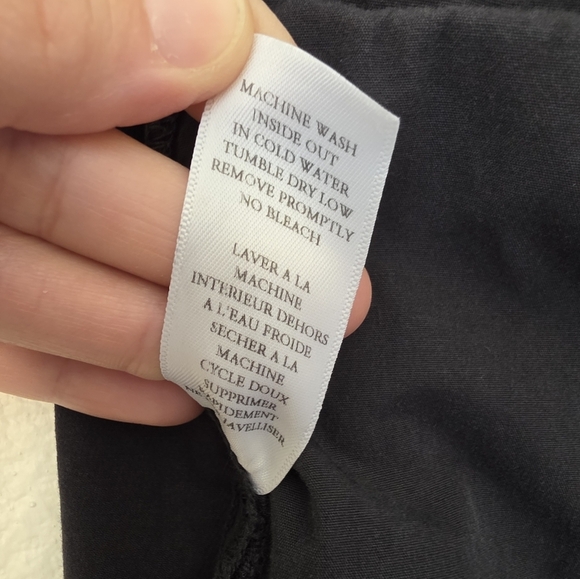 MACHINE WASH
INSIDE OUT
IN COLD WATER
TUMBLE DRY LOW
REMOVE PROMPTLY
NO BLEACH
LAVER A LA
MACHINE
INTERIEUR DEHORS
A L'EAU FROIDE
SECHER A LA
MACHINE
CYCLE DOUX
SUPPRIMER